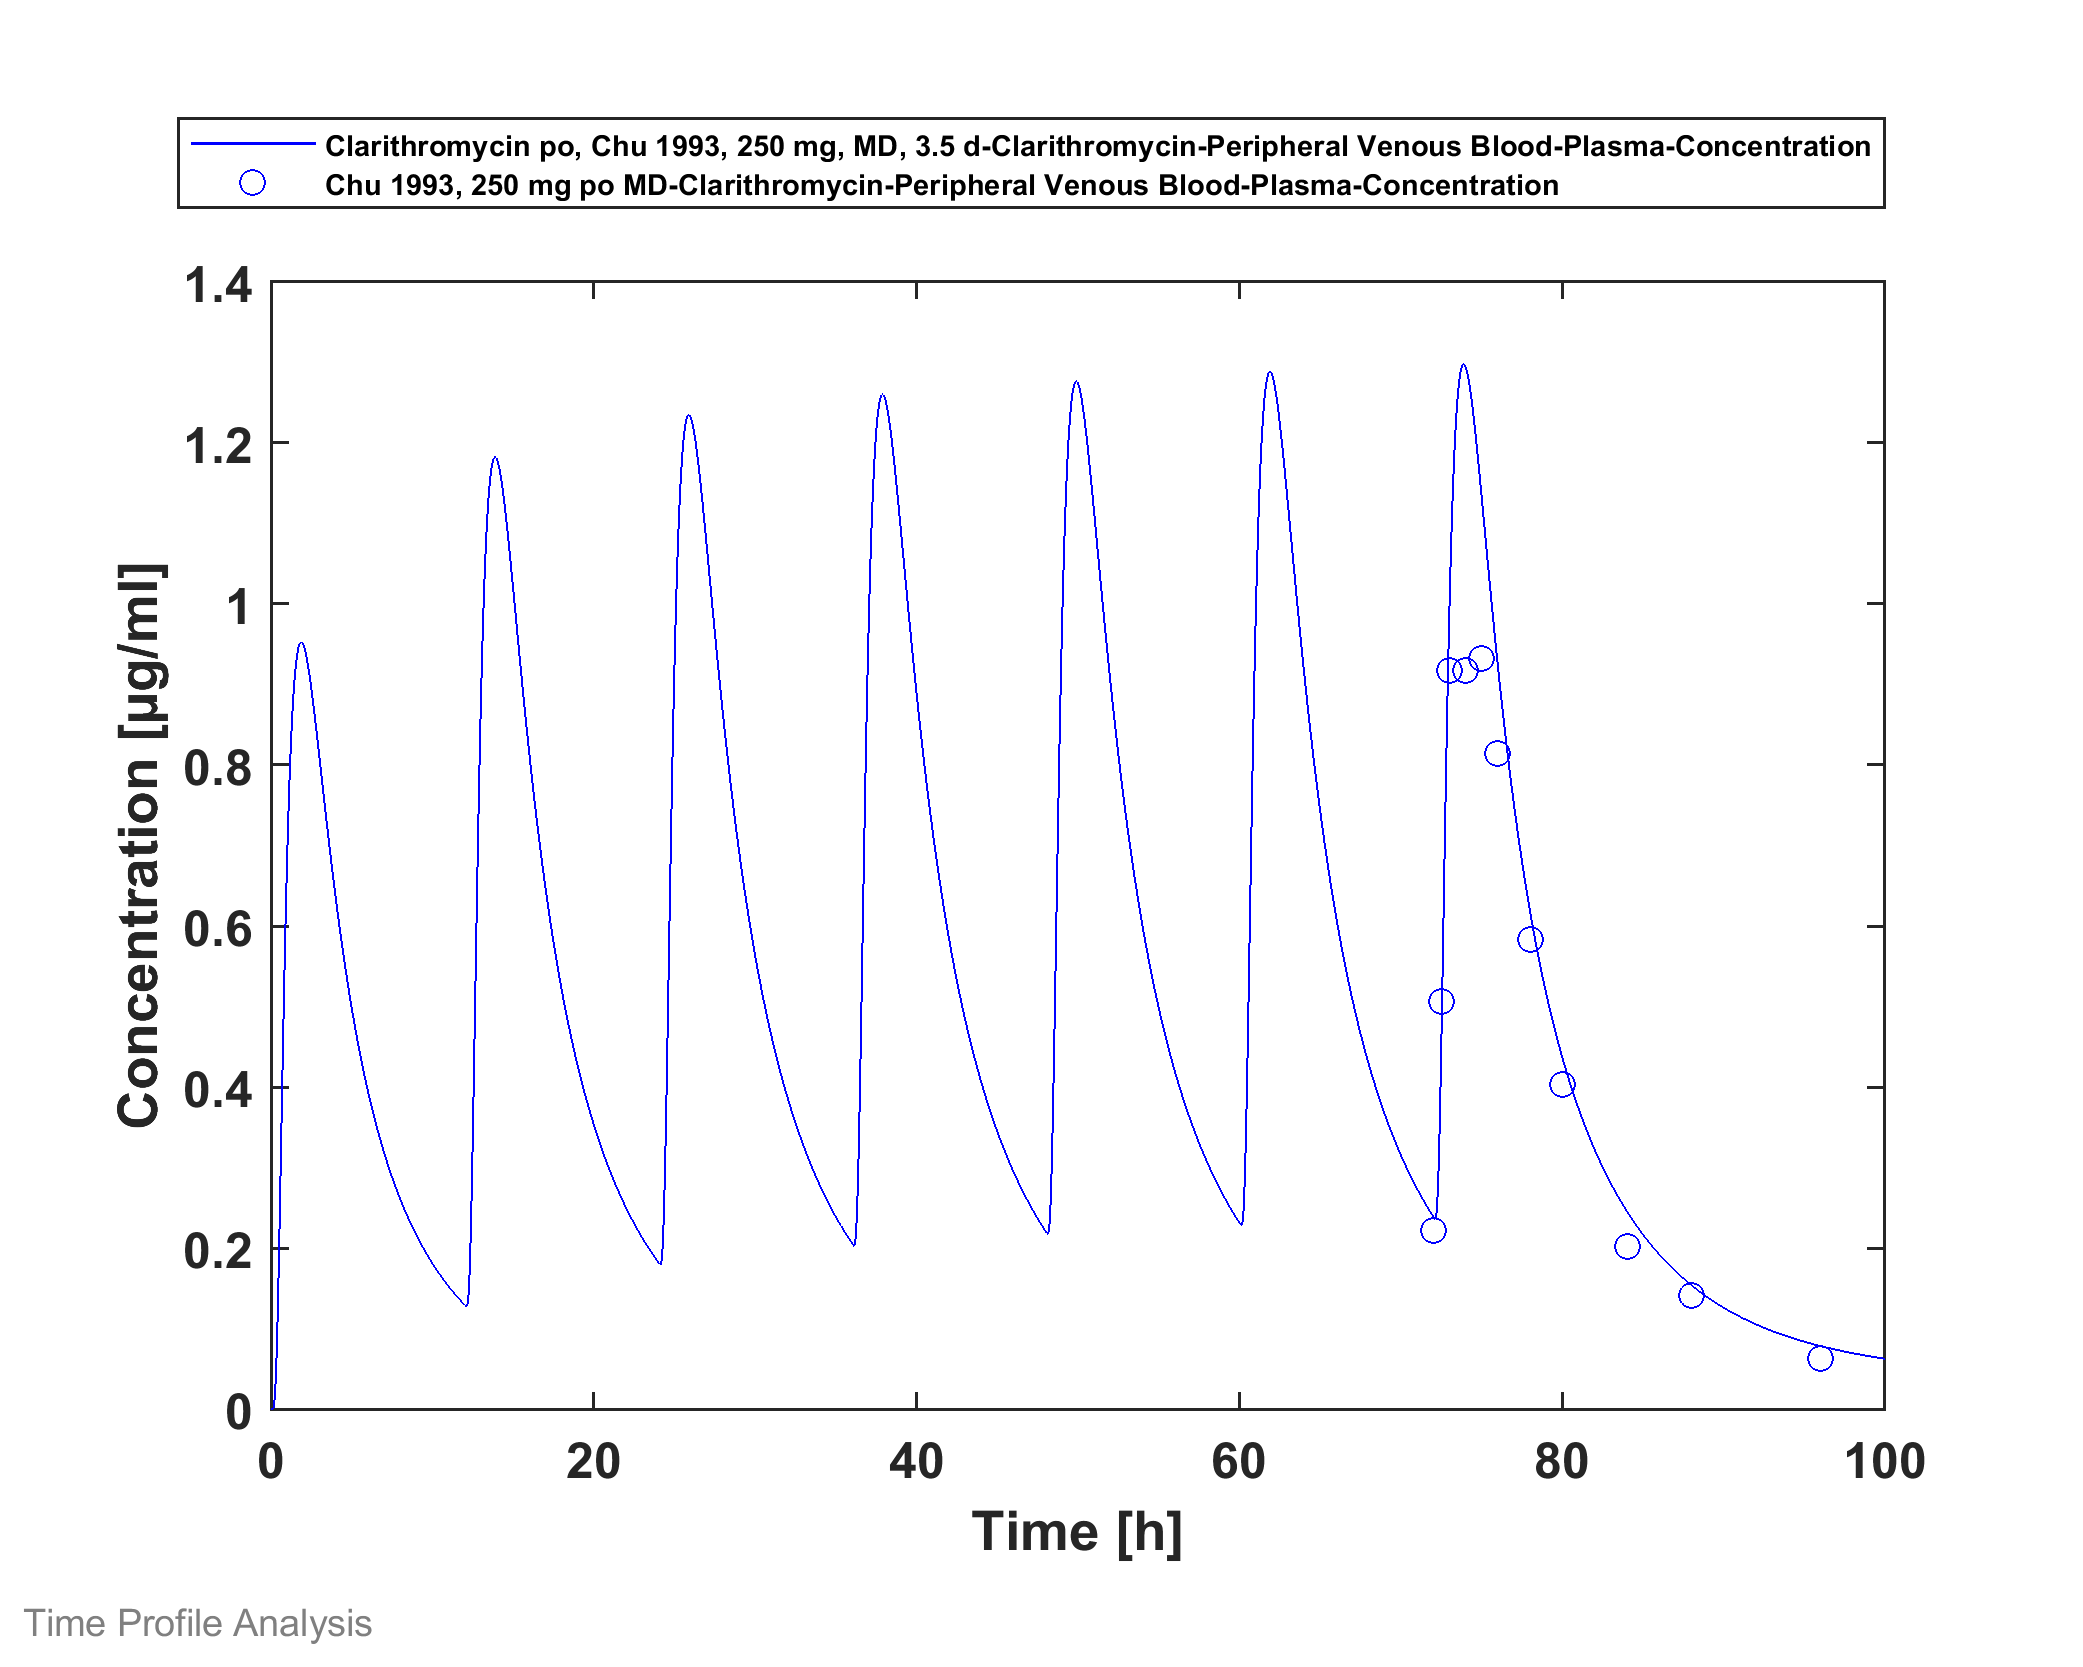 Clarithromycin po, Chu 1993, 250 mg, MD, 3.5 d-Clarithromycin-Peripheral Venous Blood-Plasma-Concentration
Chu 1993, 250 mg po MD-Clarithromycin-Peripheral Venous Blood-Plasma-Concentration
1.4
1.2
1
0.8
0.6
0.4
0.2
0
Concentration [µg/ml]
0 20 40 60 80 100
Time [h]
Time Profile Analysis